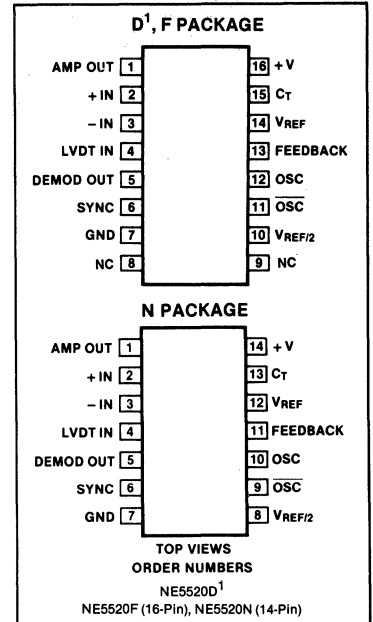 D¹, F PACKAGE
AMP OUT 1 16 +V
+ IN 2 15 CT
– IN 3 14 VREF
LVDT IN 4 13 FEEDBACK
DEMOD OUT 5 12 OSC
SYNC 6 11 O̅S̅C̅
GND 7 10 VREF/2
NC 8 9 NC
N PACKAGE
AMP OUT 1 14 +V
+ IN 2 13 CT
– IN 3 12 VREF
LVDT IN 4 11 FEEDBACK
DEMOD OUT 5 10 OSC
SYNC 6 9 O̅S̅C̅
GND 7 8 VREF/2
TOP VIEWS
ORDER NUMBERS
NE5520D¹
NE5520F (16-Pin), NE5520N (14-Pin)